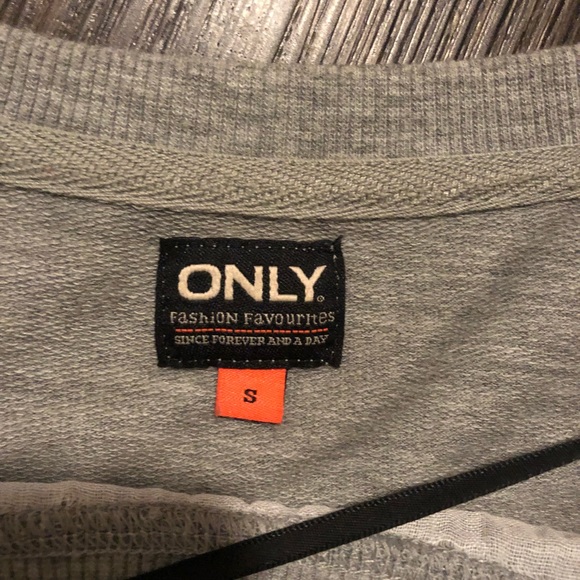 ONLY®
FASHION FAVOURITES
SINCE FOREVER AND A DAY
S